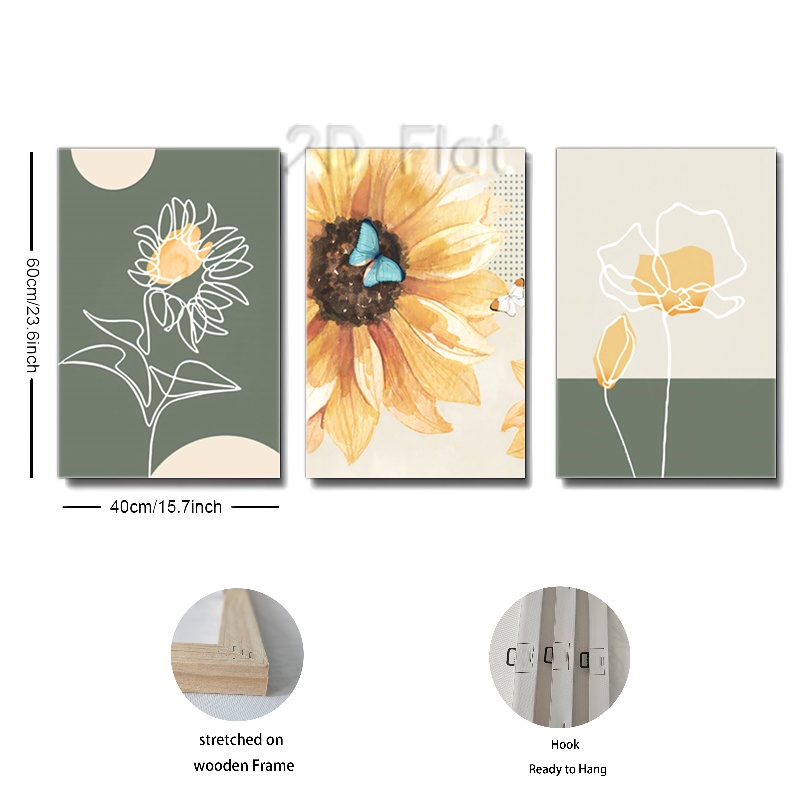 2D Flat
60cm/23.6inch
40cm/15.7inch
stretched on
wooden Frame
Hook
Ready to Hang